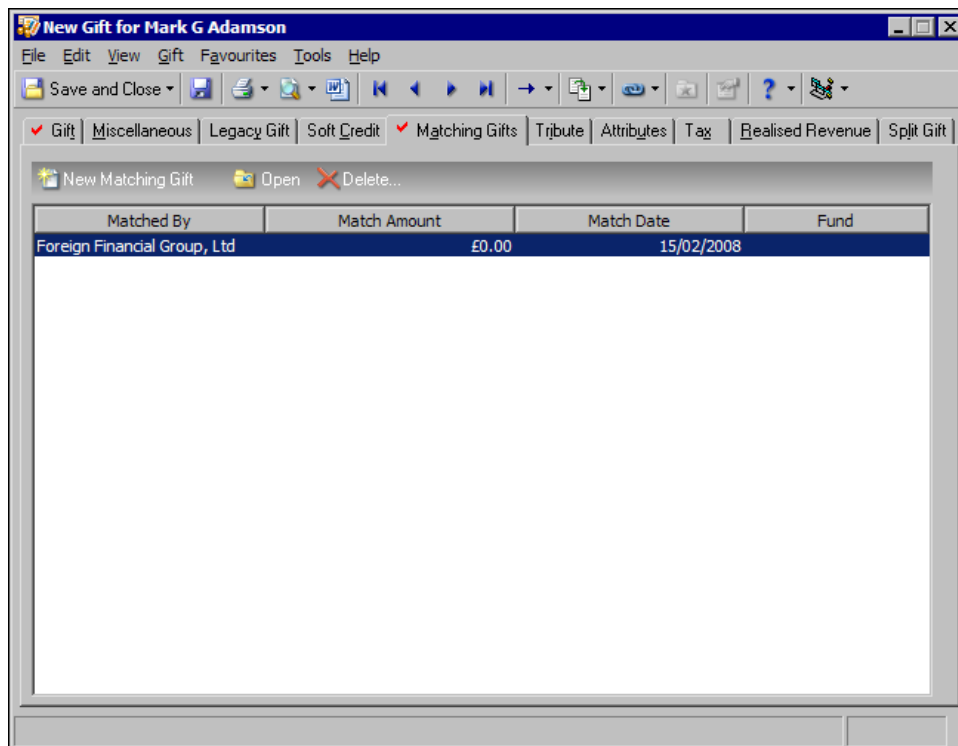 New Gift for Mark G Adamson
File Edit View Gift Favourites Tools Help
Save and Close
Gift Miscellaneous Legacy Gift Soft Credit Matching Gifts Tribute Attributes Tax Realised Revenue Split Gift
New Matching Gift Open Delete...
Matched By Match Amount Match Date Fund
Foreign Financial Group, Ltd £0.00 15/02/2008